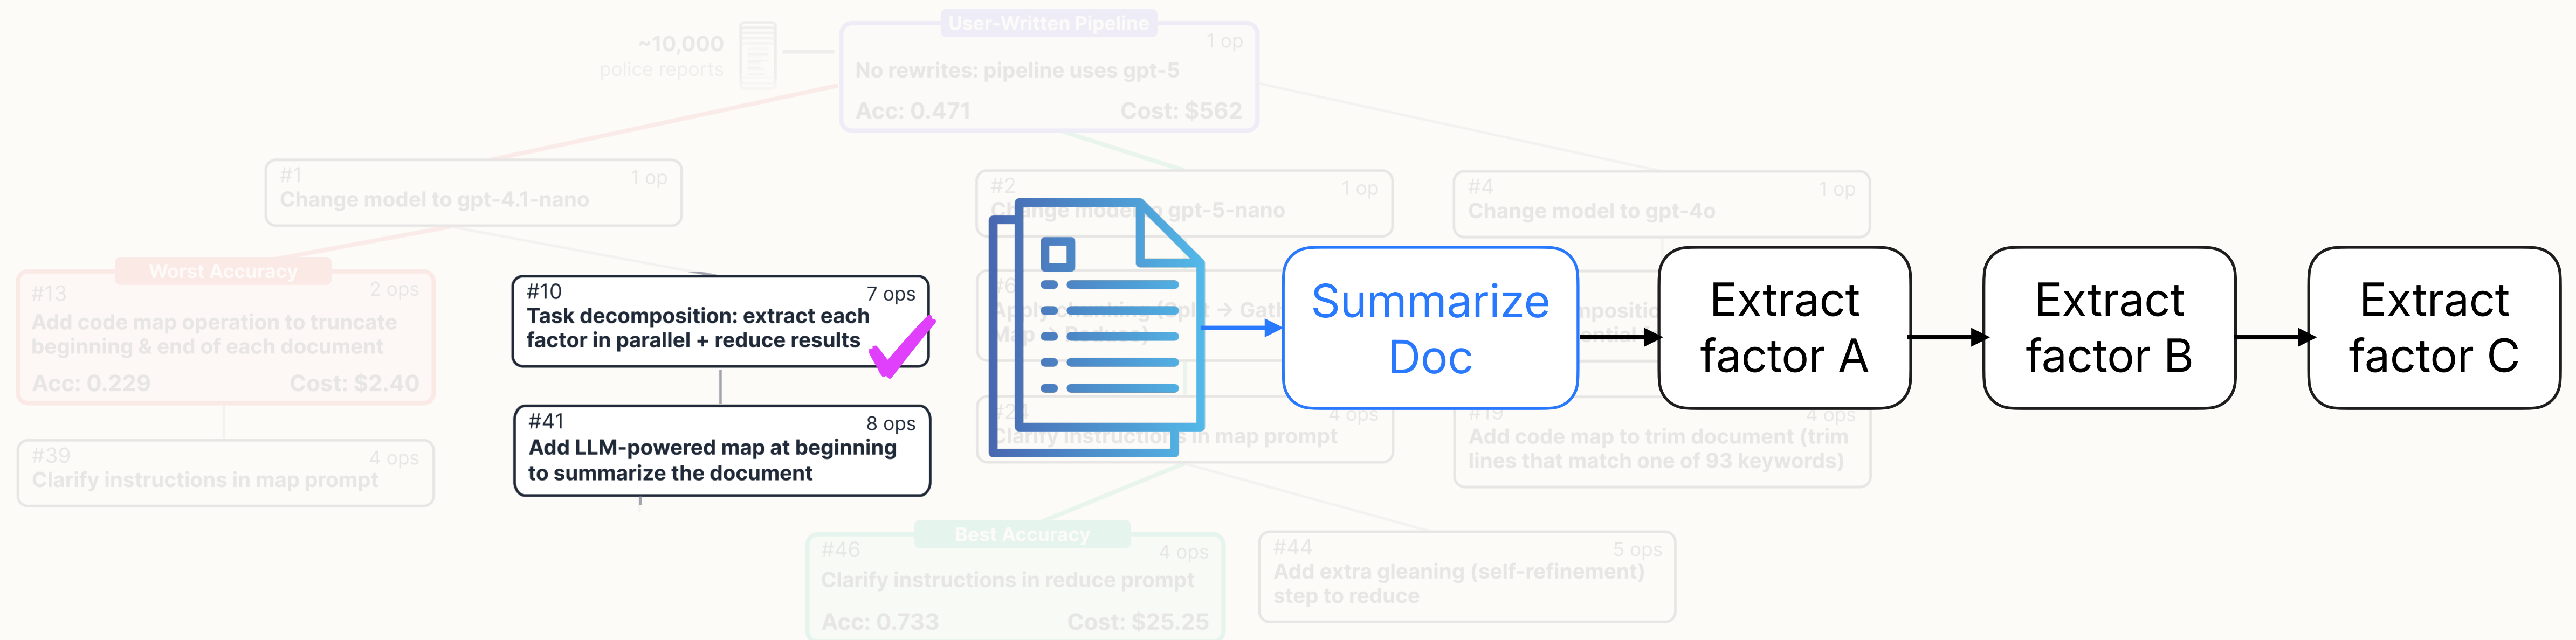 User-Written Pipeline
~10,000
police reports
1 op
No rewrites: pipeline uses gpt-5
Acc: 0.471
Cost: $562
#1
1 op
Change model to gpt-4.1-nano
#2
1 op
Change model to gpt-5-nano
#4
1 op
Change model to gpt-4o
Worst Accuracy
#13
2 ops
Add code map operation to truncate
beginning & end of each document
Acc: 0.229
Cost: $2.40
#10
7 ops
Task decomposition: extract each
factor in parallel + reduce results
Summarize
Doc
Extract
factor A
Extract
factor B
Extract
factor C
#39
4 ops
Clarify instructions in map prompt
#41
8 ops
Add LLM-powered map at beginning
to summarize the document
#24
4 ops
Clarify instructions in map prompt
#19
4 ops
Add code map to trim document (trim
lines that match one of 93 keywords)
Best Accuracy
#46
4 ops
Clarify instructions in reduce prompt
Acc: 0.733
Cost: $25.25
#44
5 ops
Add extra gleaning (self-refinement)
step to reduce